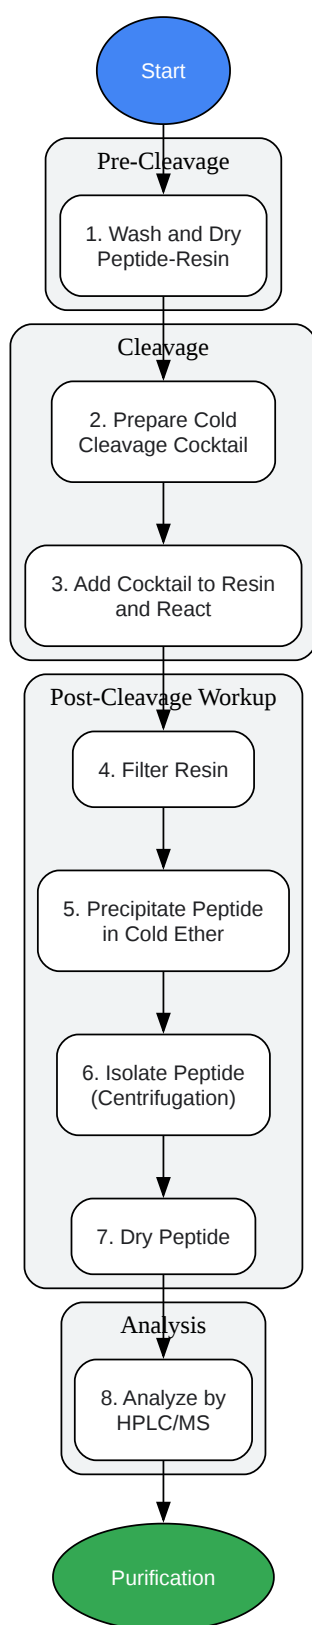 Start
Pre-Cleavage
1. Wash and Dry
Peptide-Resin
Cleavage
2. Prepare Cold
Cleavage Cocktail
3. Add Cocktail to Resin
and React
Post-Cleavage Workup
4. Filter Resin
5. Precipitate Peptide
in Cold Ether
6. Isolate Peptide
(Centrifugation)
7. Dry Peptide
Analysis
8. Analyze by
HPLC/MS
Purification